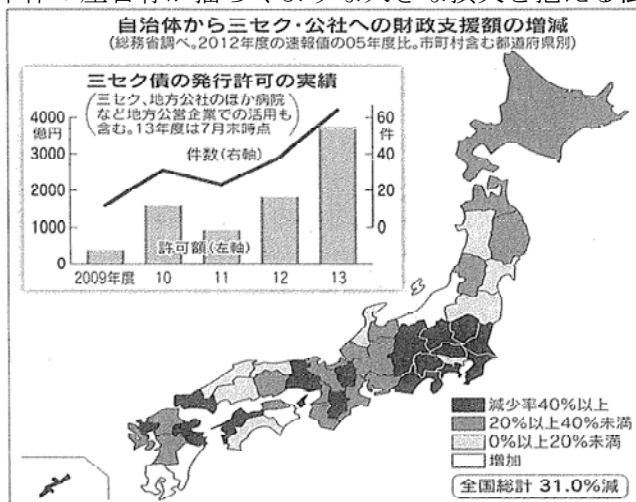 自治体から三セク・公社への財政支援額の増減
(総務省調べ。2012年度の速報値の05年度比。市町村含む都道府県別)
三セク債の発行許可の実績
(三セク、地方公社のほか病院
など地方公営企業での活用も
含む。13年度は7月末時点)
4000
億円
3000
2000
1000
0
60
件
40
20
0
件数(右軸)
許可額(左軸)
2009年度
10
11
12
13
減少率40%以上
20%以上40%未満
0%以上20%未満
増加
全国総計 31.0%減